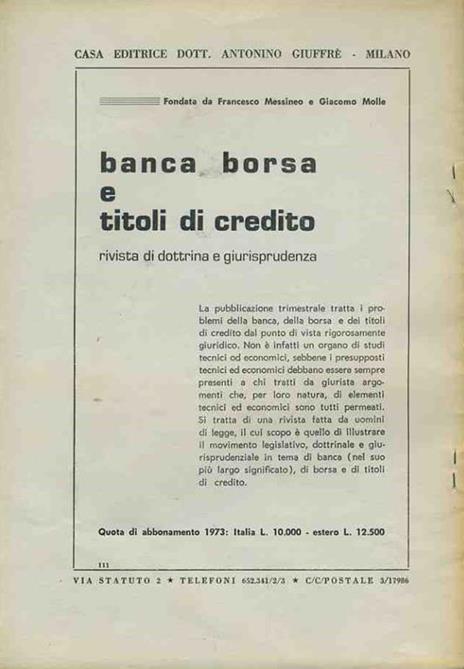 CASA EDITRICE DOTT. ANTONINO GIUFFRÈ - MILANO
Fondata da Francesco Messineo e Giacomo Molle
banca borsa
e
titoli di credito
rivista di dottrina e giurisprudenza
La pubblicazione trimestrale tratta i pro-
blemi della banca, della borsa e dei titoli
di credito dal punto di vista rigorosamente
giuridico. Non è infatti un organo di studi
tecnici od economici, sebbene i presupposti
tecnici ed economici debbano essere sempre
presenti a chi tratti da giurista argo-
menti che, per loro natura, di elementi
tecnici ed economici sono tutti permeati.
Si tratta di una rivista fatta da uomini
di legge, il cui scopo è quello di illustrare
il movimento legislativo, dottrinale e giu-
risprudenziale in tema di banca (nel suo
più largo significato), di borsa e di titoli
di credito.
Quota di abbonamento 1973: Italia L. 10.000 - estero L. 12.500
111
VIA STATUTO 2 ★ TELEFONI 652.341/2/3 ★ C/C/POSTALE 3/17986